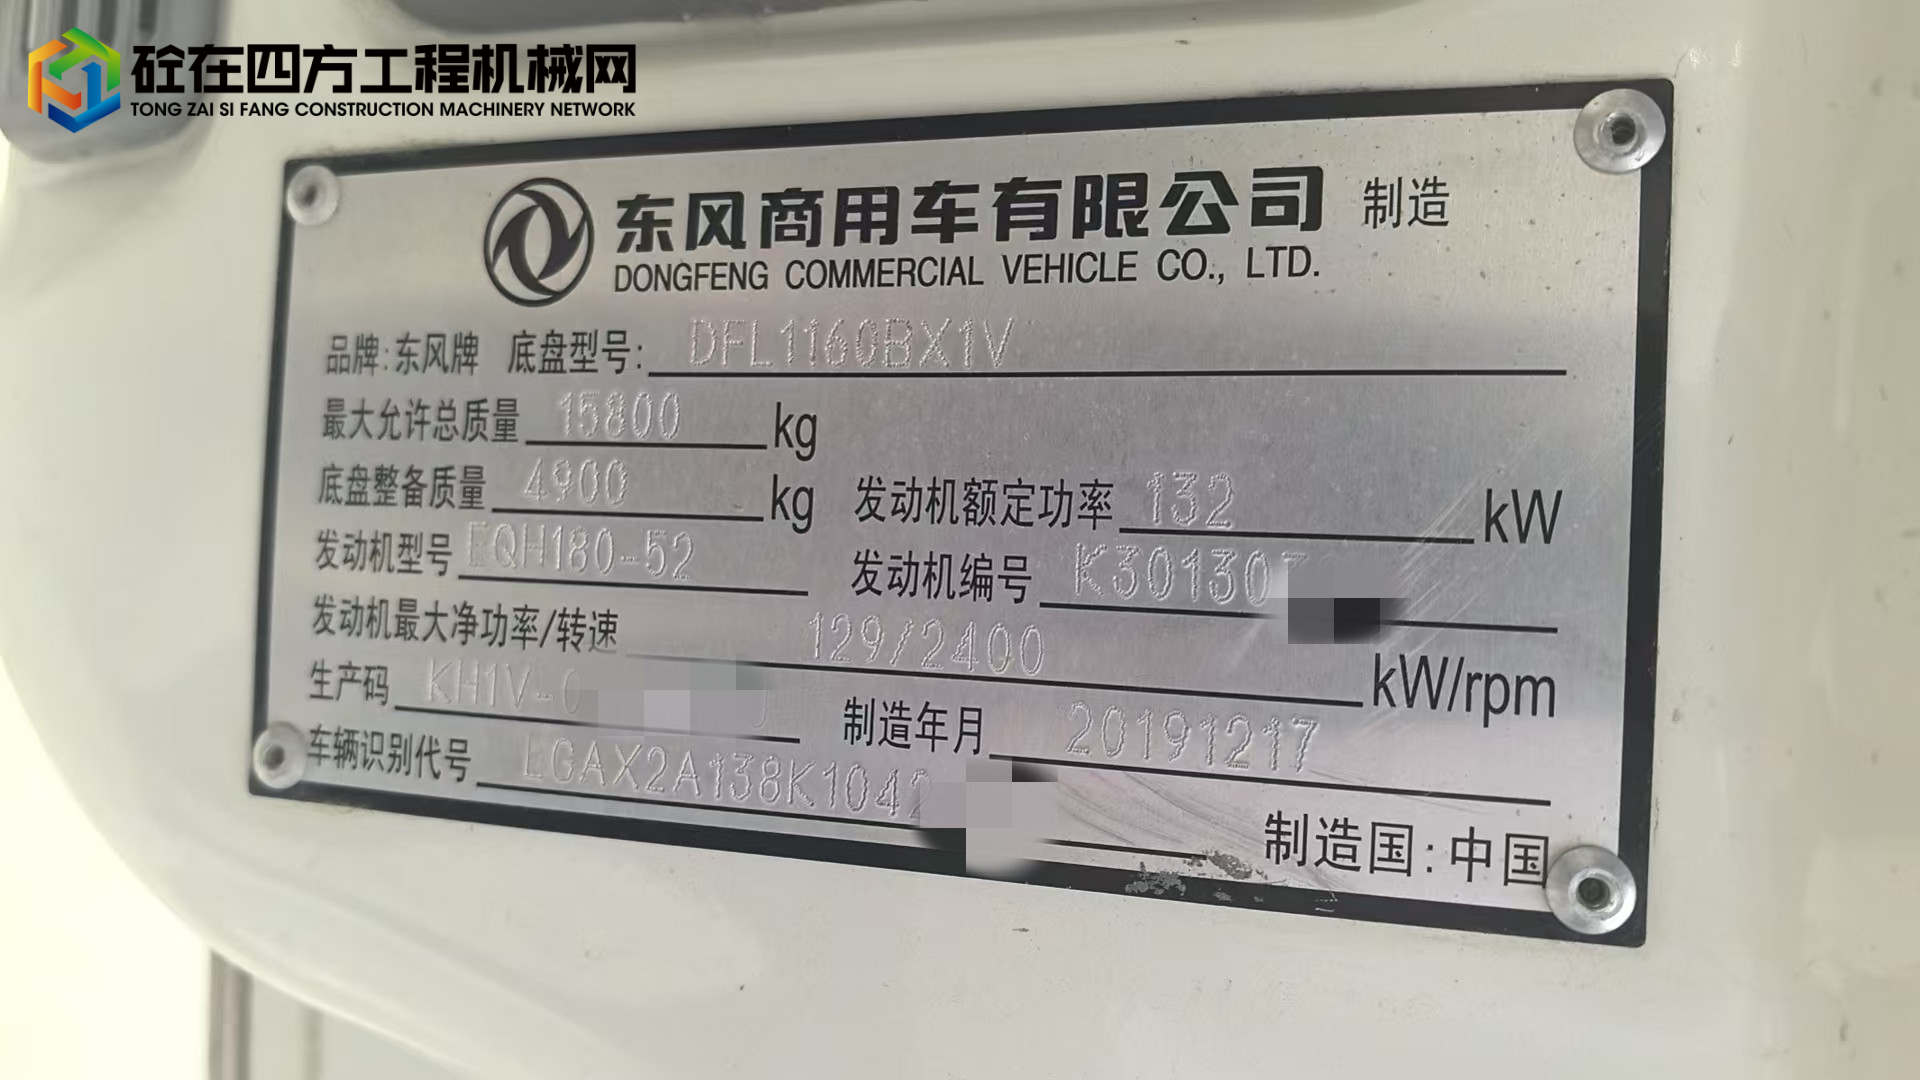 砼在四方工程机械网
TONG ZAI SI FANG CONSTRUCTION MACHINERY NETWORK
东风商用车有限公司 制造
DONGFENG COMMERCIAL VEHICLE CO., LTD.
品牌:东风牌 底盘型号: DFL1160BX1V
最大允许总质量 15800 kg
底盘整备质量 4900 kg 发动机额定功率 132 kW
发动机型号 EQH180-52 发动机编号 K301307
发动机最大净功率/转速 129/2400 kW/rpm
生产码 KH1V-0 制造年月 20191217
车辆识别代号 LGAX2A138K1042
制造国:中国